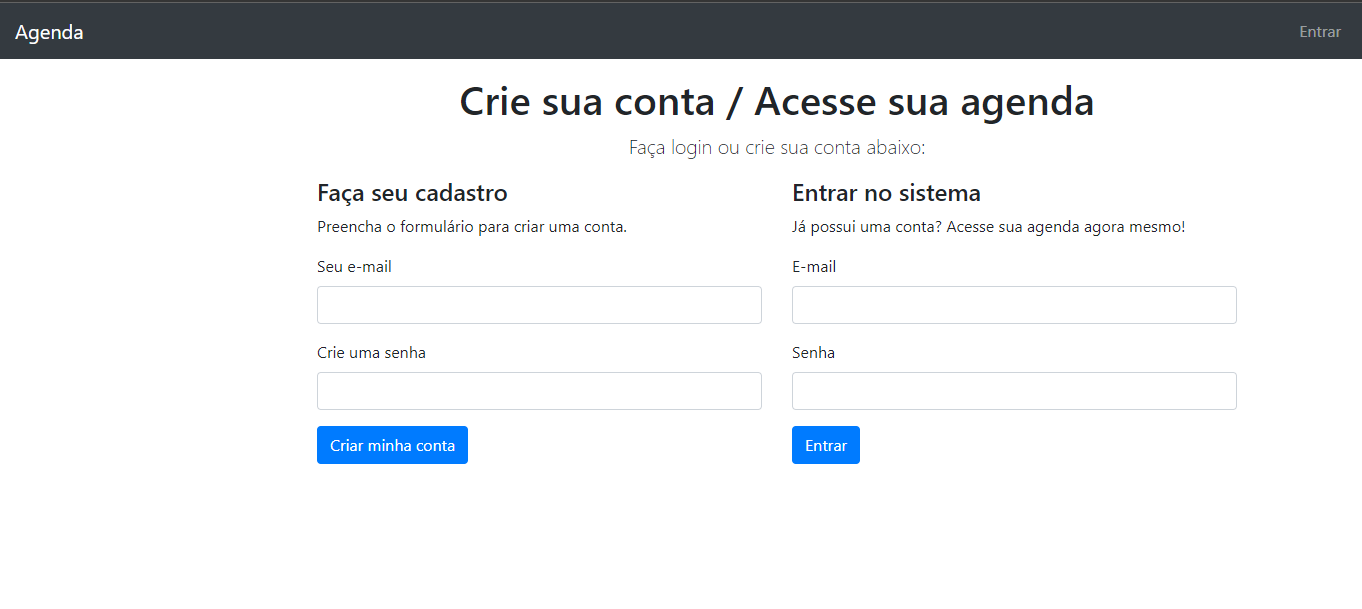 Agenda
Entrar
Crie sua conta / Acesse sua agenda
Faça login ou crie sua conta abaixo:
Faça seu cadastro
Preencha o formulário para criar uma conta.
Seu e-mail
Crie uma senha
Criar minha conta
Entrar no sistema
Já possui uma conta? Acesse sua agenda agora mesmo!
E-mail
Senha
Entrar